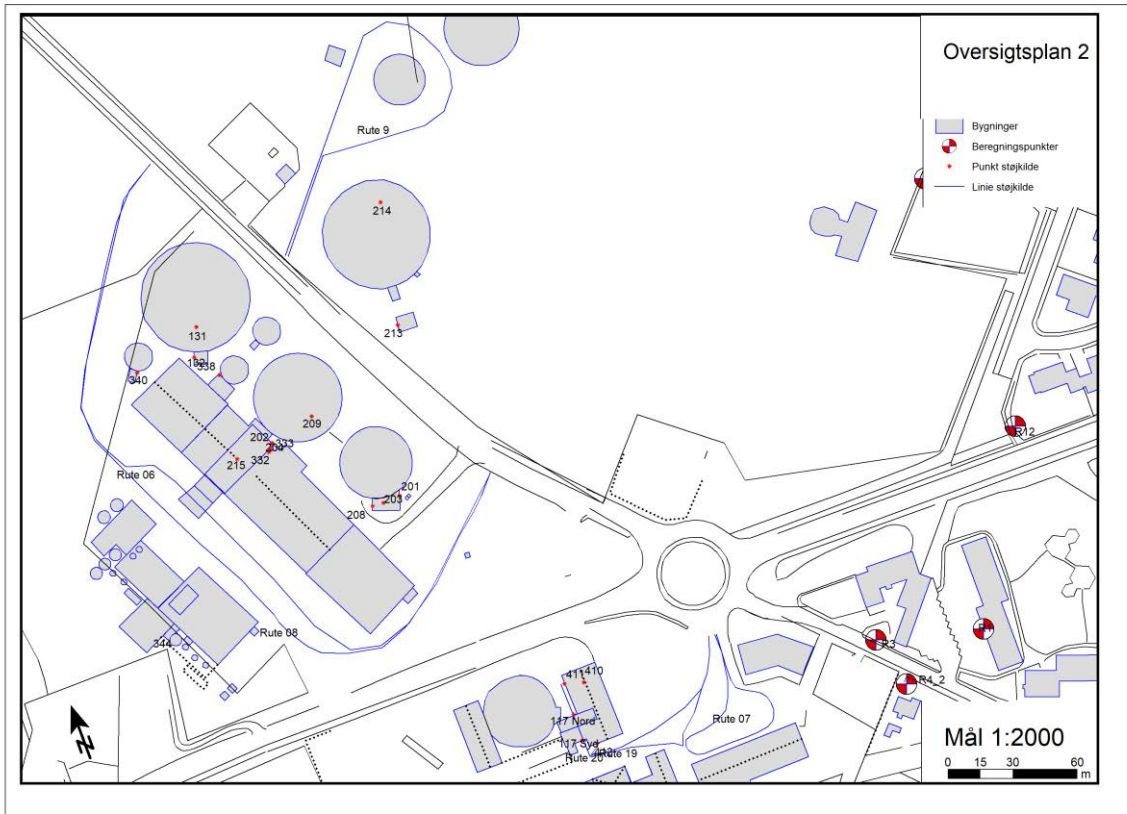 Oversigtsplan 2
Bygninger
Beregningspunkter
Punkt støjkilde
Linie støjkilde
Rute 9
214
213
131
132
338
340
209
202
333
332
215
201
203
208
Rute 06
R12
Rute 08
344
R3
R4_2
411
410
117 Nord
117 Syd
Rute 07
Rute 19
Rute 20
N
Mål 1:2000
0 15 30 60
m